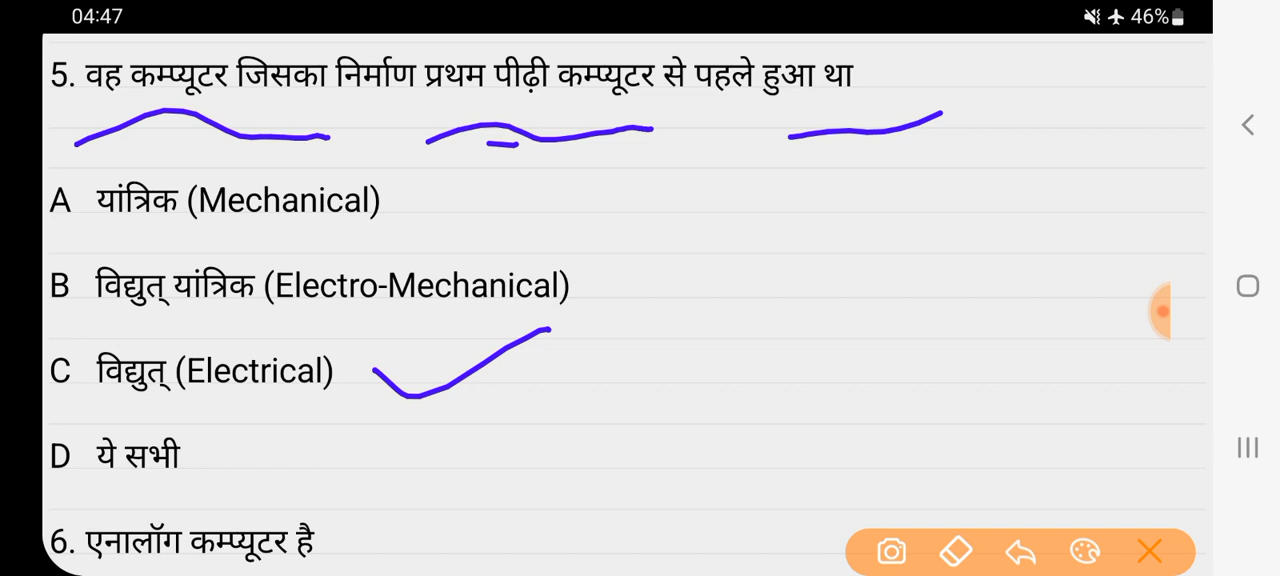 04:47
46%
5. वह कम्प्यूटर जिसका निर्माण प्रथम पीढ़ी कम्प्यूटर से पहले हुआ था
A यांत्रिक (Mechanical)
B विद्युत् यांत्रिक (Electro-Mechanical)
C विद्युत् (Electrical)
D ये सभी
6. एनालॉग कम्प्यूटर है